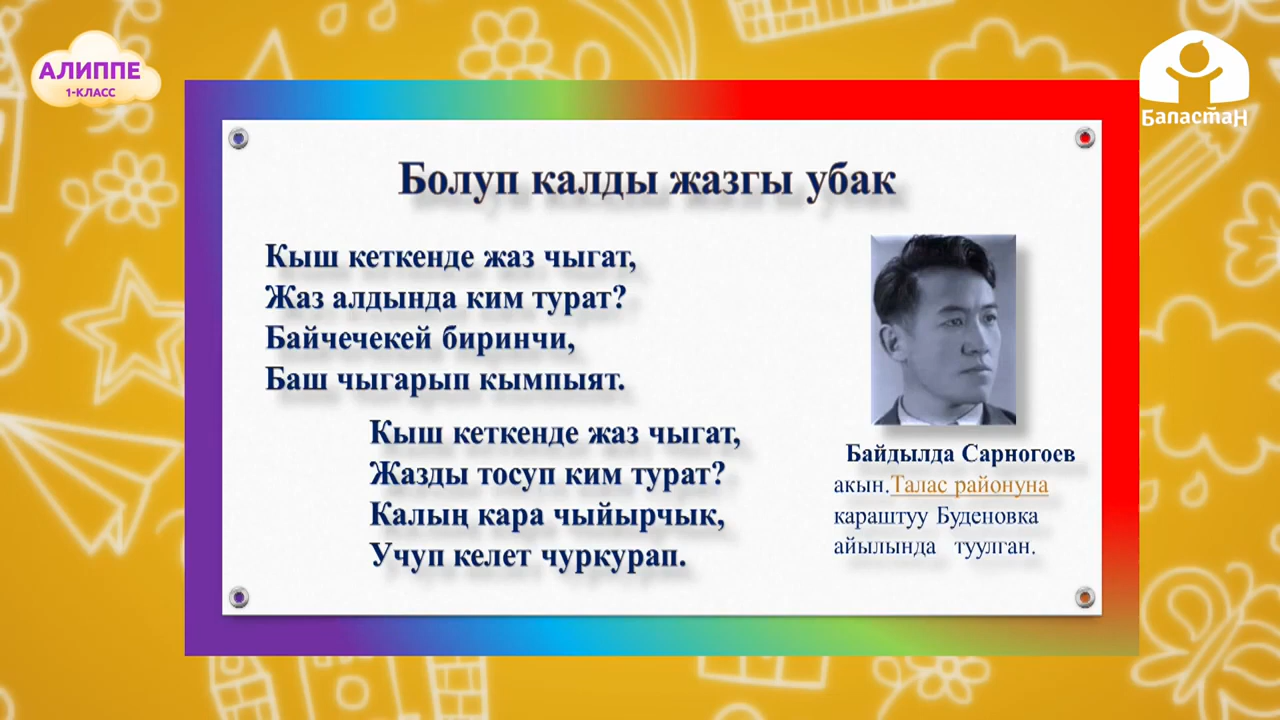 АЛИППЕ
1-КЛАСС
Баластан
Болуп калды жазгы убак
Кыш кеткенде жаз чыгат,
Жаз алдында ким турат?
Байчечекей биринчи,
Баш чыгарып кымпыят.
Кыш кеткенде жаз чыгат,
Жазды тосуп ким турат?
Калың кара чыйырчык,
Учуп келет чуркурап.
Байдылда Сарногоев
акын.Талас районуна
караштуу Буденовка
айылында туулган.